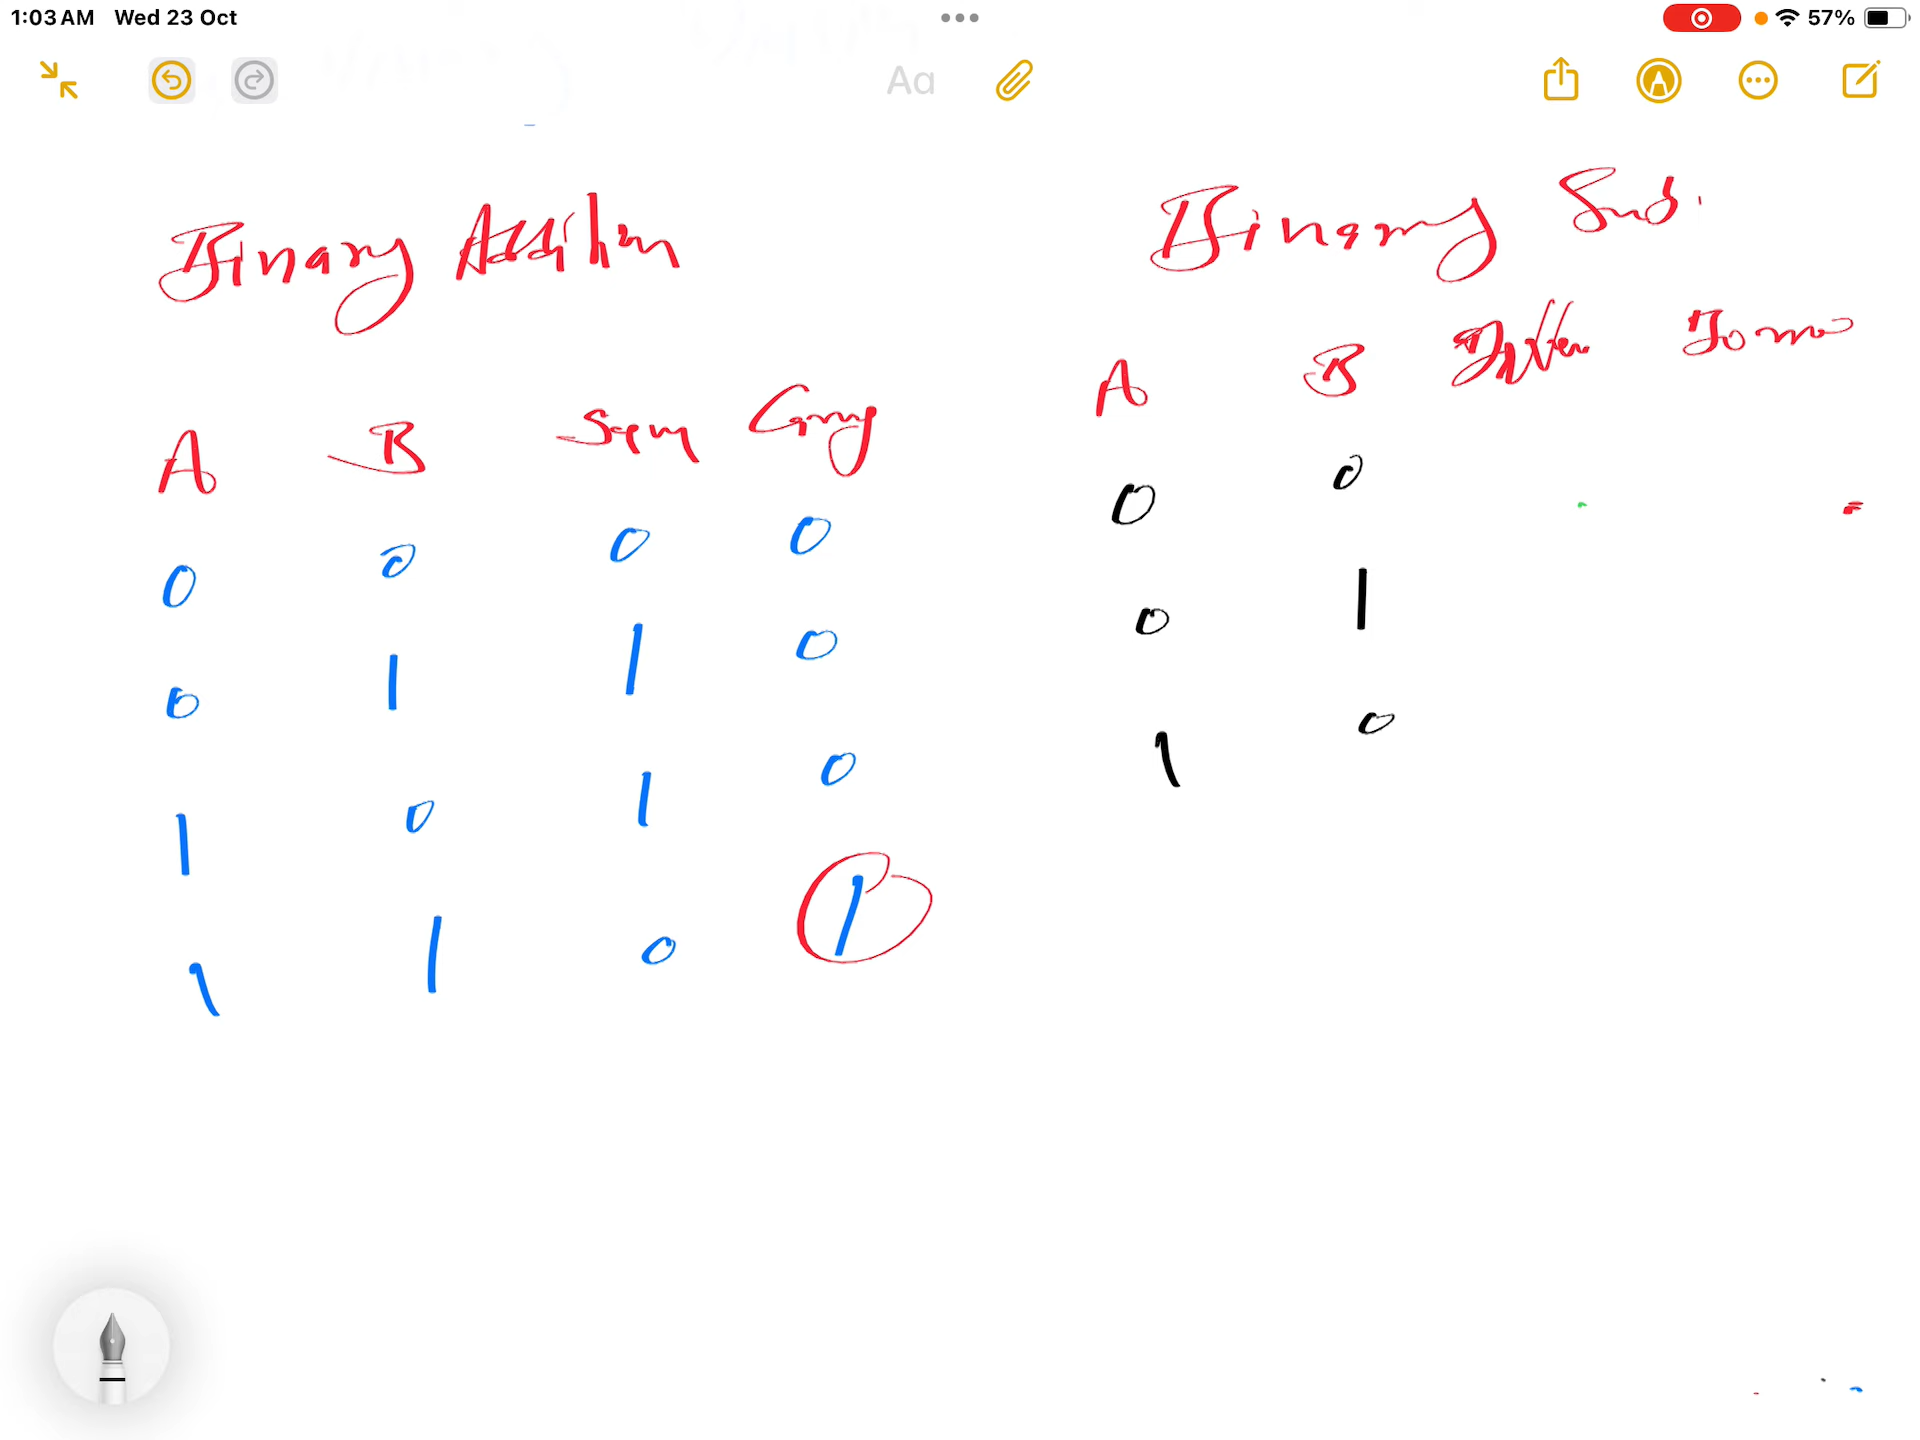 1:03 AM Wed 23 Oct
57%
Aa
Binary Addition
A B Sum Carry
0 0 0 0
0 1 1 0
1 0 1 0
1 1 0 1
Binary Sub.
A B Differ Borrow
0 0
0 1
1 0